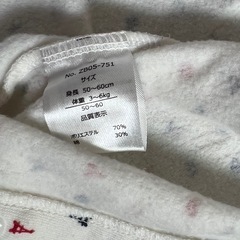 No. ZB05-751
サイズ
身長 50~60cm
体重 3~6kg
50-60
品質表示
ポリエステル 70%
綿 30%